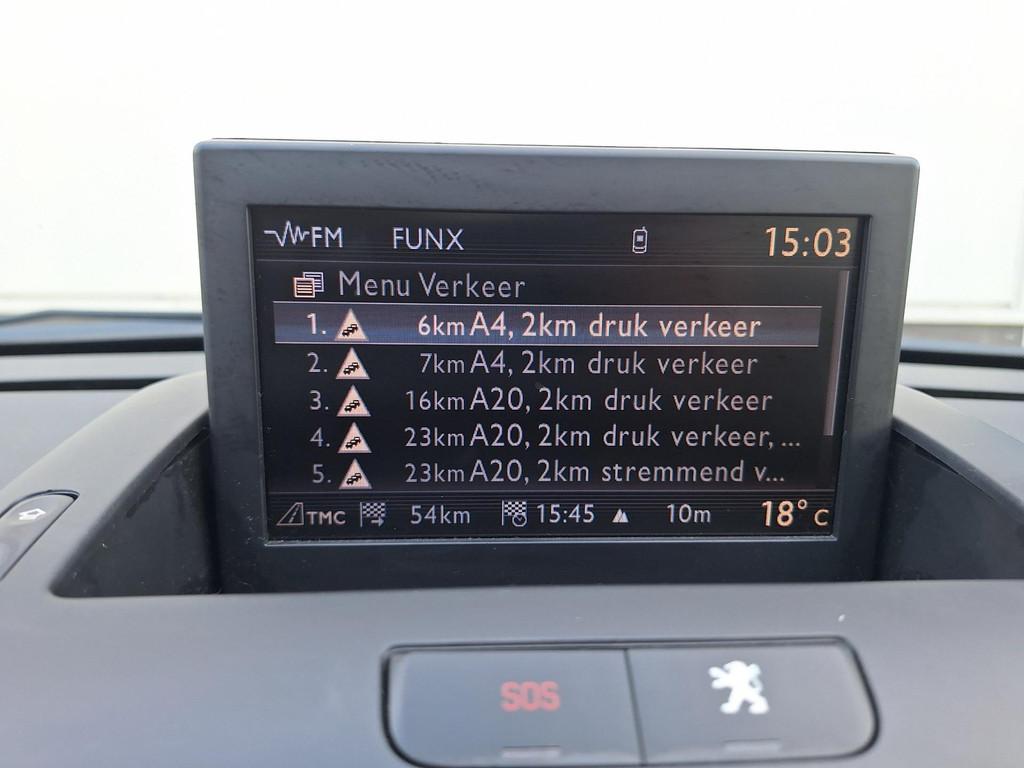 FM FUNX 15:03
Menu Verkeer
1. 6km A4, 2km druk verkeer
2. 7km A4, 2km druk verkeer
3. 16km A20, 2km druk verkeer
4. 23km A20, 2km druk verkeer, ...
5. 23km A20, 2km stremmend v...
TMC 54km 15:45 10m 18° C
SOS